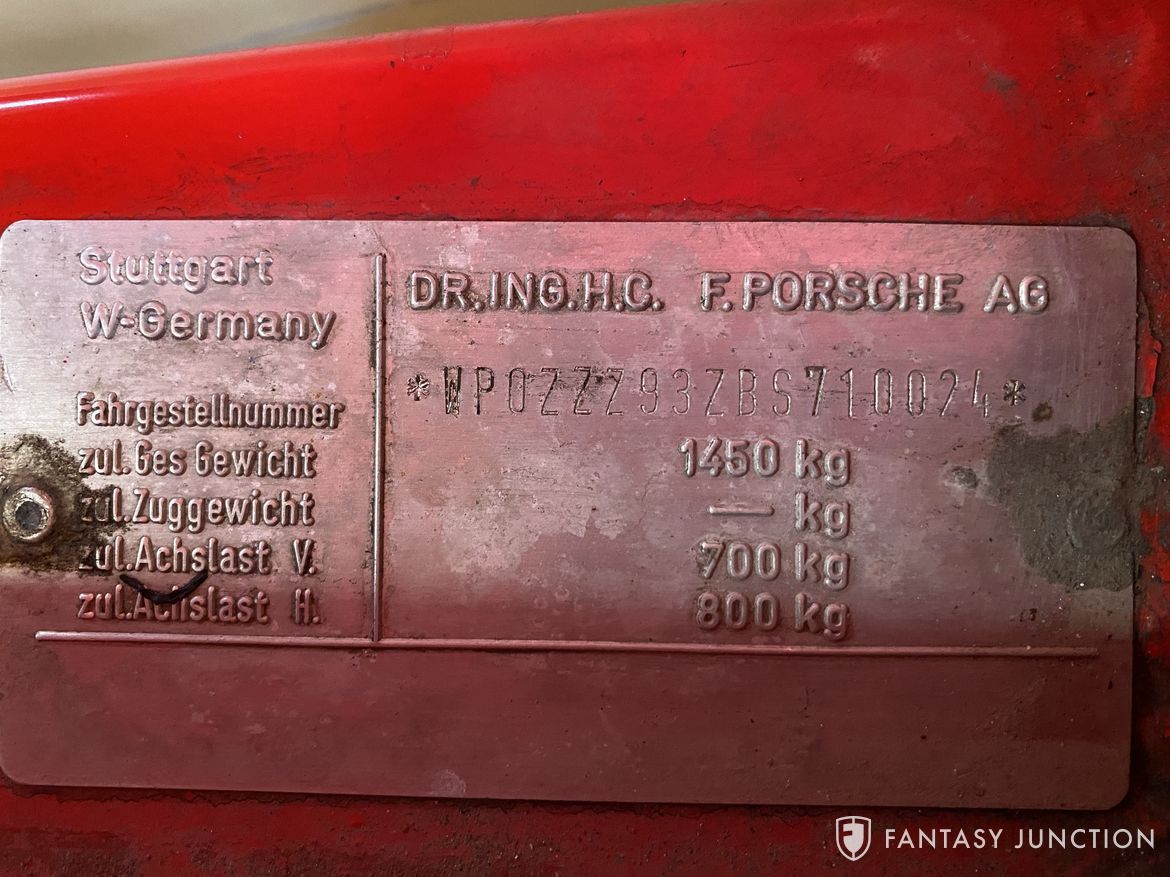 Stuttgart
W-Germany
DR.ING.H.C. F.PORSCHE AG
Fahrgestellnummer *WP0ZZZ93ZBS710024*
zul.Ges Gewicht 1450 kg
zul.Zuggewicht — kg
zul.Achslast V. 700 kg
zul.Achslast H. 800 kg
FANTASY JUNCTION